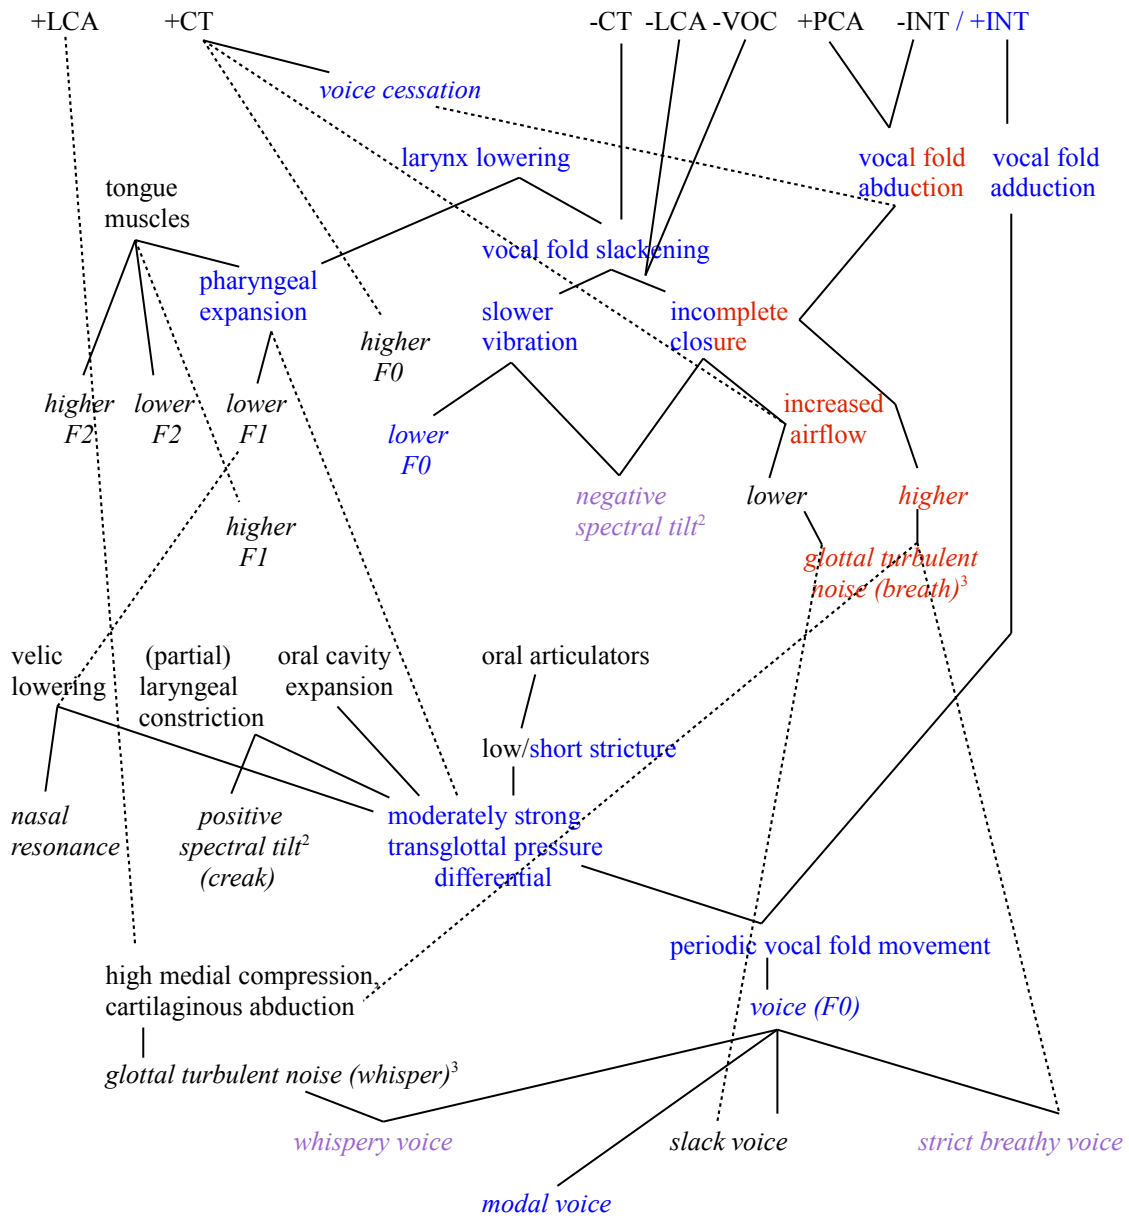 +LCA
+CT
-CT
-LCA
-VOC
+PCA
-INT / +INT
voice cessation
larynx lowering
vocal fold
abduction
vocal fold
adduction
tongue
muscles
vocal fold slackening
pharyngeal
expansion
slower
vibration
incomplete
closure
higher
F0
higher
F2
lower
F2
lower
F1
increased
airflow
lower
F0
negative
spectral tilt²
lower
higher
higher
F1
glottal turbulent
noise (breath)³
velic
lowering
(partial)
laryngeal
constriction
oral cavity
expansion
oral articulators
low/short stricture
nasal
resonance
positive
spectral tilt²
(creak)
moderately strong
transglottal pressure
differential
periodic vocal fold movement
high medial compression,
cartilaginous abduction
voice (F0)
glottal turbulent noise (whisper)³
whispery voice
slack voice
strict breathy voice
modal voice